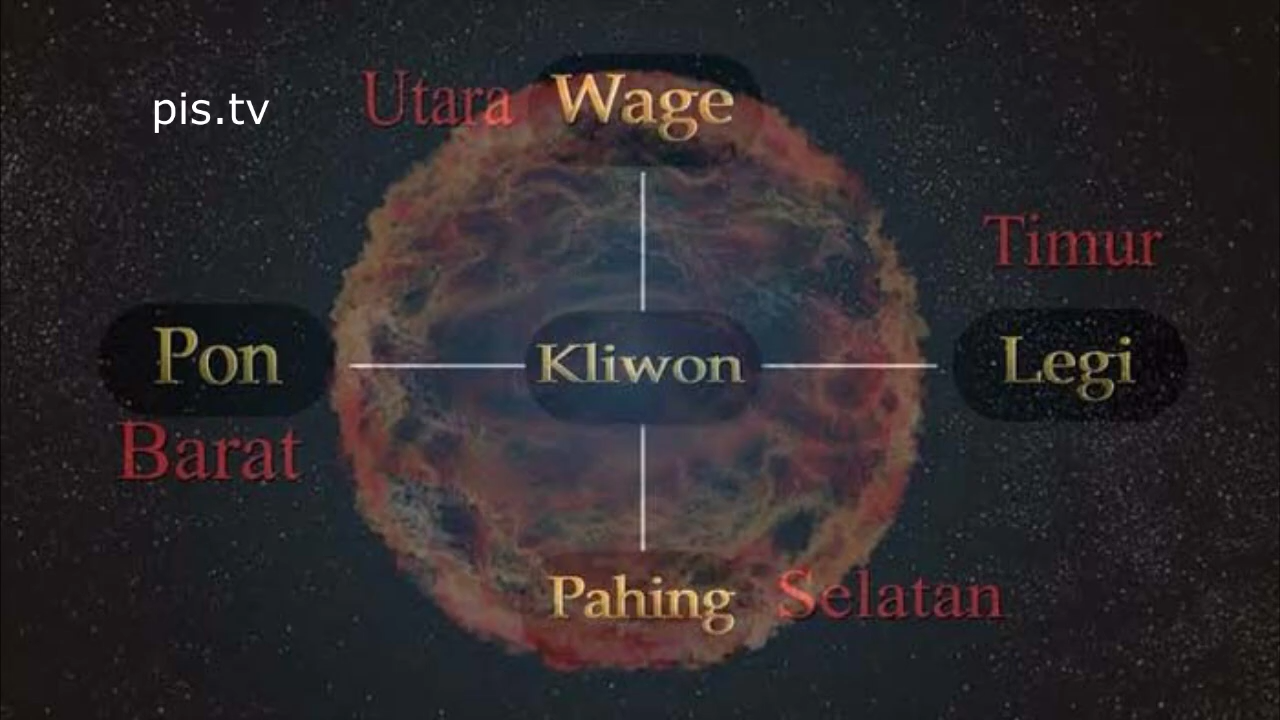 pis.tv
Utara Wage
Timur
Pon
Kliwon
Legi
Barat
Pahing Selatan